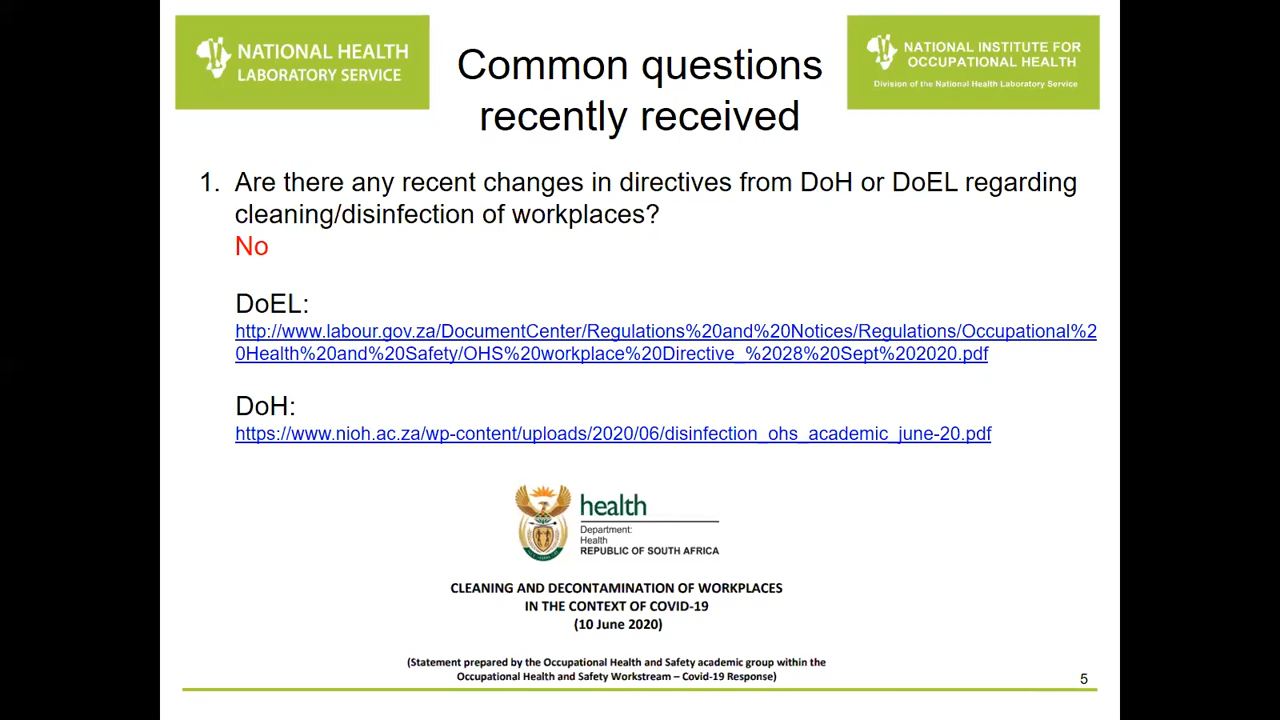 NATIONAL HEALTH
LABORATORY SERVICE
Common questions
recently received
NATIONAL INSTITUTE FOR
OCCUPATIONAL HEALTH
Division of the National Health Laboratory Service
1. Are there any recent changes in directives from DoH or DoEL regarding
cleaning/disinfection of workplaces?
No
DoEL:
http://www.labour.gov.za/DocumentCenter/Regulations%20and%20Notices/Regulations/Occupational%2
0Health%20and%20Safety/OHS%20workplace%20Directive_%2028%20Sept%202020.pdf
DoH:
https://www.nioh.ac.za/wp-content/uploads/2020/06/disinfection_ohs_academic_june-20.pdf
health
Department:
Health
REPUBLIC OF SOUTH AFRICA
CLEANING AND DECONTAMINATION OF WORKPLACES
IN THE CONTEXT OF COVID-19
(10 June 2020)
(Statement prepared by the Occupational Health and Safety academic group within the
Occupational Health and Safety Workstream – Covid-19 Response)
5